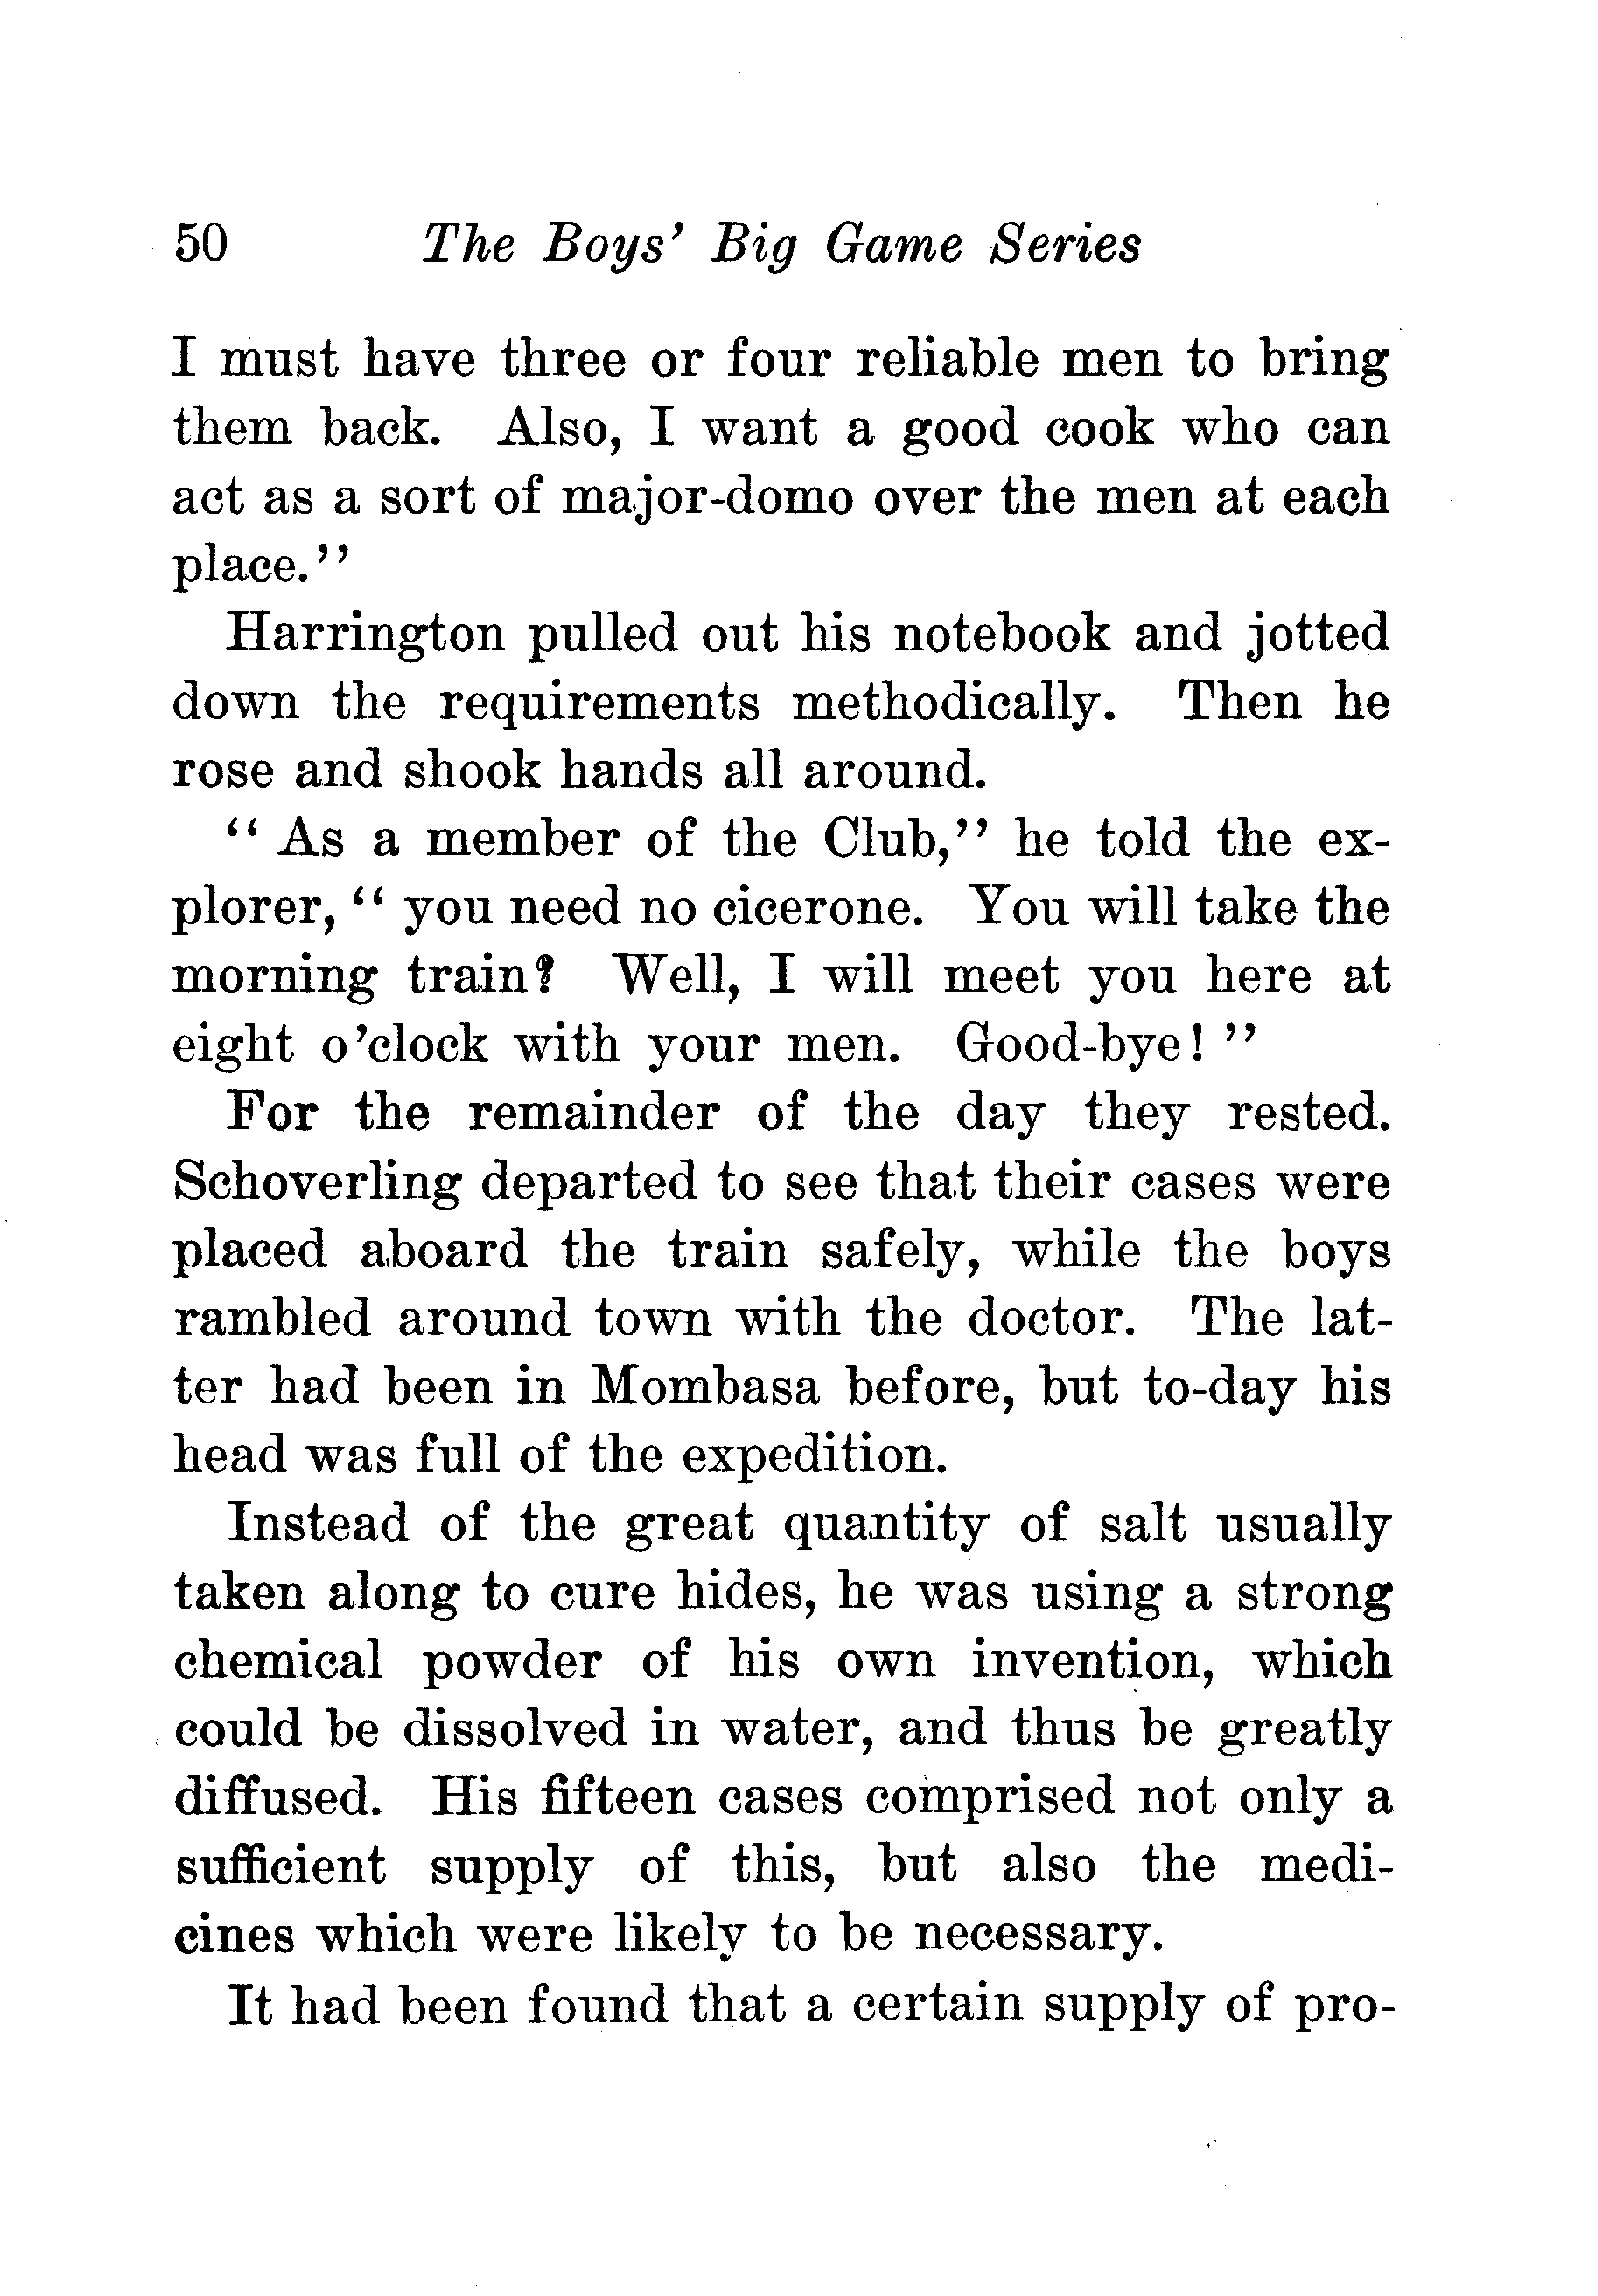 50 The Boys' Big Game Series
I must have three or four reliable men to bring
them back. Also, I want a good cook who can
act as a sort of major-domo over the men at each
place."
Harrington pulled out his notebook and jotted
down the requirements methodically. Then he
rose and shook hands all around.
"As a member of the Club," he told the ex-
plorer, "you need no cicerone. You will take the
morning train? Well, I will meet you here at
eight o'clock with your men. Good-bye!"
For the remainder of the day they rested.
Schoverling departed to see that their cases were
placed aboard the train safely, while the boys
rambled around town with the doctor. The lat-
ter had been in Mombasa before, but to-day his
head was full of the expedition.
Instead of the great quantity of salt usually
taken along to cure hides, he was using a strong
chemical powder of his own invention, which
could be dissolved in water, and thus be greatly
diffused. His fifteen cases comprised not only a
sufficient supply of this, but also the medi-
cines which were likely to be necessary.
It had been found that a certain supply of pro-